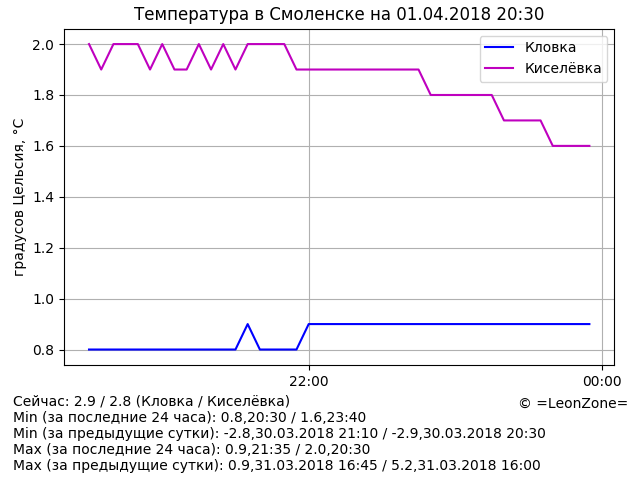 Температура в Смоленске на 01.04.2018 20:30
Кловка
Киселёвка
градусов Цельсия, °C
2.0
1.8
1.6
1.4
1.2
1.0
0.8
22:00
00:00
Сейчас: 2.9 / 2.8 (Кловка / Киселёвка)
© =LeonZone=
Min (за последние 24 часа): 0.8,20:30 / 1.6,23:40
Min (за предыдущие сутки): -2.8,30.03.2018 21:10 / -2.9,30.03.2018 20:30
Max (за последние 24 часа): 0.9,21:35 / 2.0,20:30
Max (за предыдущие сутки): 0.9,31.03.2018 16:45 / 5.2,31.03.2018 16:00